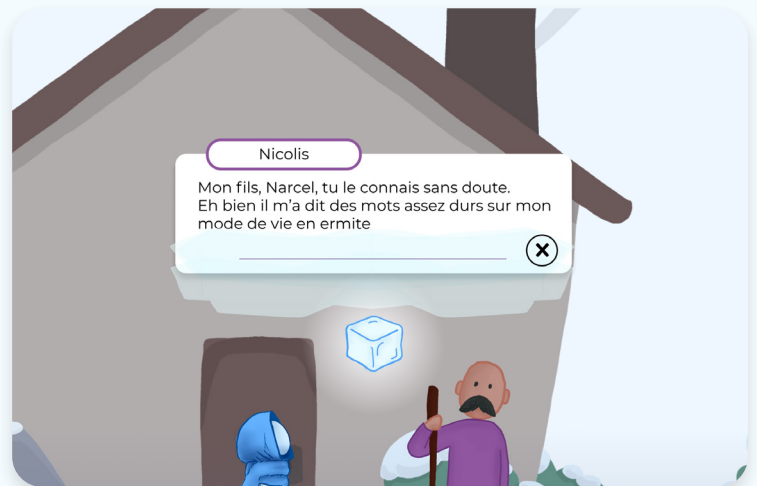 Nicolis
Mon fils, Narcel, tu le connais sans doute.
Eh bien il m'a dit des mots assez durs sur mon
mode de vie en ermite